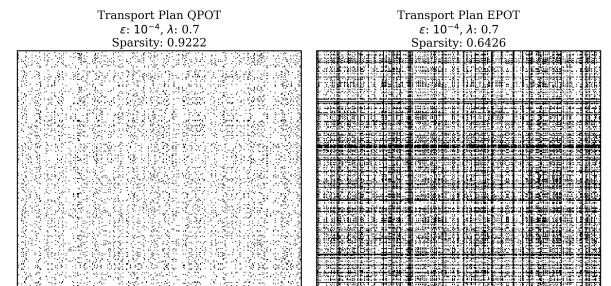 Transport Plan QPOT
ε: 10⁻⁴, λ: 0.7
Sparsity: 0.9222
Transport Plan EPOT
ε: 10⁻⁴, λ: 0.7
Sparsity: 0.6426